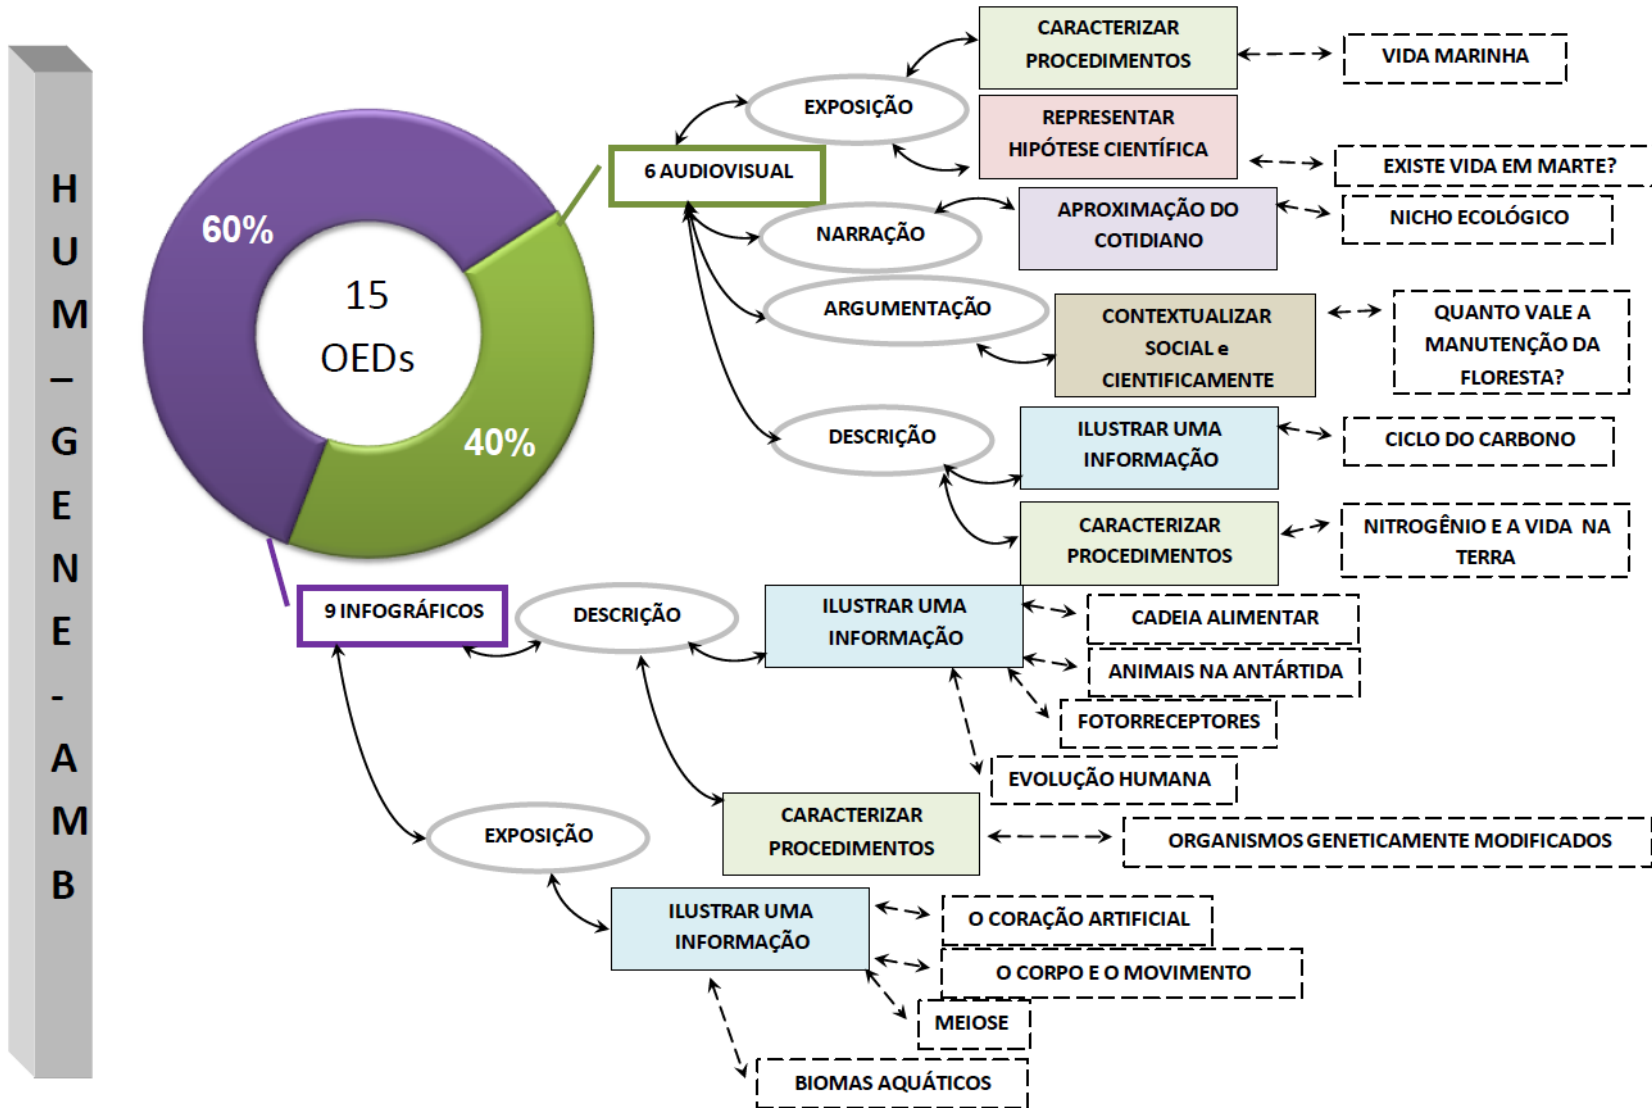 H
U
M
–
G
E
N
E
-
A
M
B
60%
40%
15
OEDs
6 AUDIOVISUAL
EXPOSIÇÃO
CARACTERIZAR
PROCEDIMENTOS
VIDA MARINHA
REPRESENTAR
HIPÓTESE CIENTÍFICA
EXISTE VIDA EM MARTE?
NARRAÇÃO
APROXIMAÇÃO DO
COTIDIANO
NICHO ECOLÓGICO
ARGUMENTAÇÃO
CONTEXTUALIZAR
SOCIAL e
CIENTIFICAMENTE
QUANTO VALE A
MANUTENÇÃO DA
FLORESTA?
DESCRIÇÃO
ILUSTRAR UMA
INFORMAÇÃO
CICLO DO CARBONO
CARACTERIZAR
PROCEDIMENTOS
NITROGÊNIO E A VIDA NA
TERRA
9 INFOGRÁFICOS
DESCRIÇÃO
ILUSTRAR UMA
INFORMAÇÃO
CADEIA ALIMENTAR
ANIMAIS NA ANTÁRTIDA
FOTORRECEPTORES
EVOLUÇÃO HUMANA
CARACTERIZAR
PROCEDIMENTOS
ORGANISMOS GENETICAMENTE MODIFICADOS
EXPOSIÇÃO
ILUSTRAR UMA
INFORMAÇÃO
O CORAÇÃO ARTIFICIAL
O CORPO E O MOVIMENTO
MEIOSE
BIOMAS AQUÁTICOS